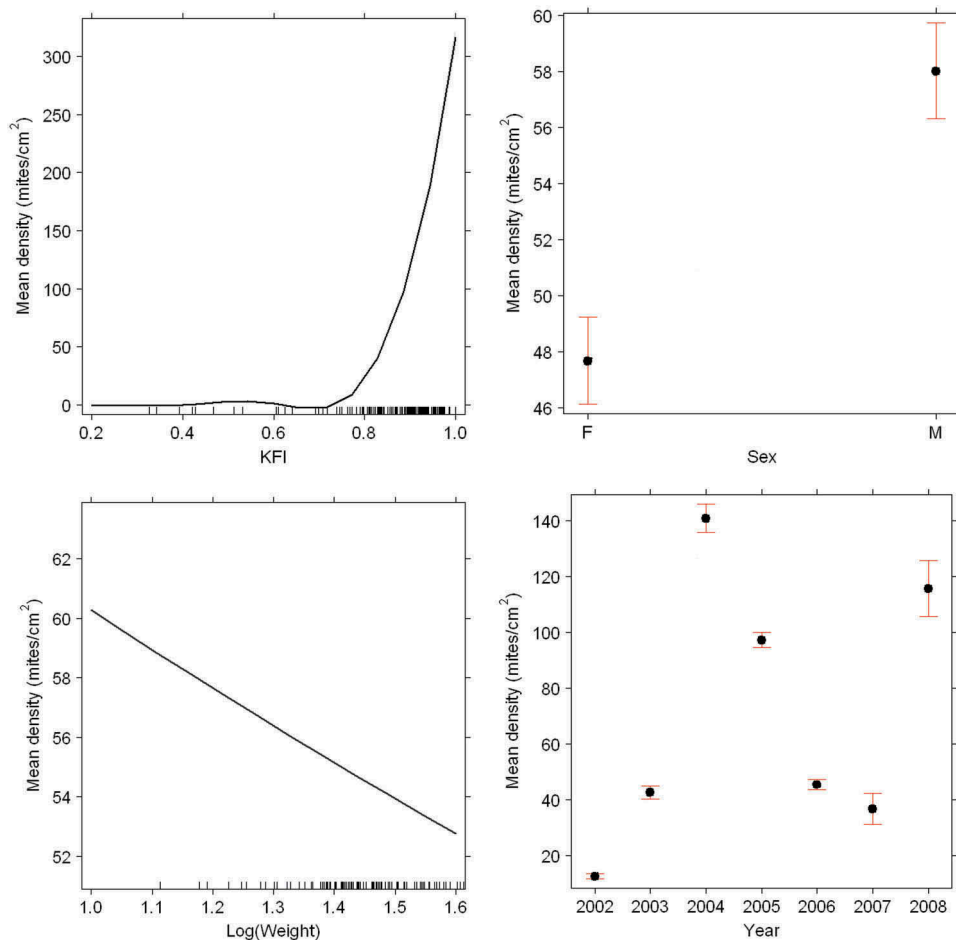 Mean density (mites/cm²)
300
250
200
150
100
50
0
0.2 0.4 0.6 0.8 1.0
KFI
Mean density (mites/cm²)
60
58
56
54
52
50
48
46
F M
Sex
Mean density (mites/cm²)
62
60
58
56
54
52
1.0 1.1 1.2 1.3 1.4 1.5 1.6
Log(Weight)
Mean density (mites/cm²)
140
120
100
80
60
40
20
2002 2003 2004 2005 2006 2007 2008
Year